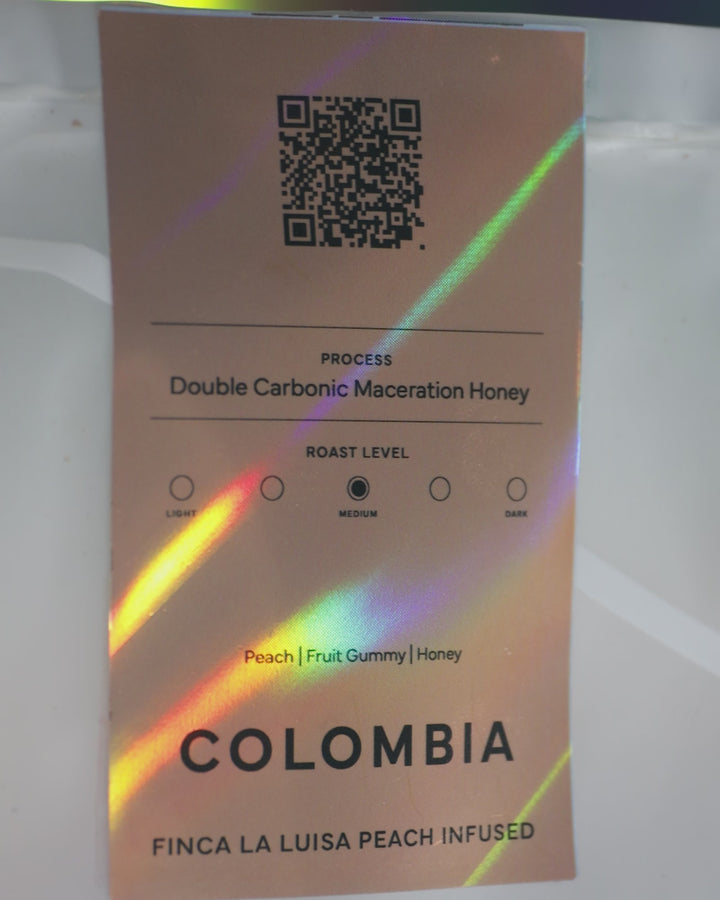 PROCESS
Double Carbonic Maceration Honey
ROAST LEVEL
LIGHT MEDIUM DARK
Peach | Fruit Gummy | Honey
COLOMBIA
FINCA LA LUISA PEACH INFUSED